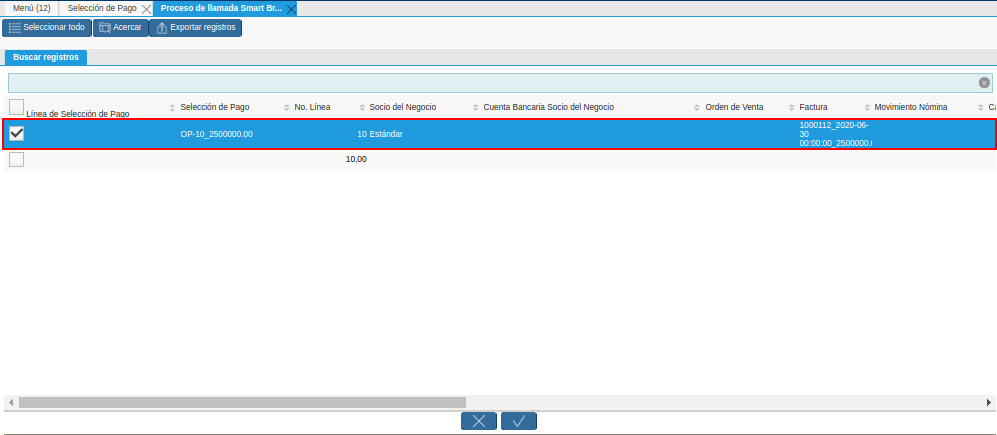 Menú (12) Selección de Pago Proceso de llamada Smart Br...
Seleccionar todo Acercar Exportar registros
Buscar registros
Línea de Selección de Pago Selección de Pago No. Línea Socio del Negocio Cuenta Bancaria Socio del Negocio Orden de Venta Factura Movimiento Nómina Ca
OP-10_2500000.00 10 Estándar 1000112_2020-06-
30
00:00:00_2500000.(
10,00